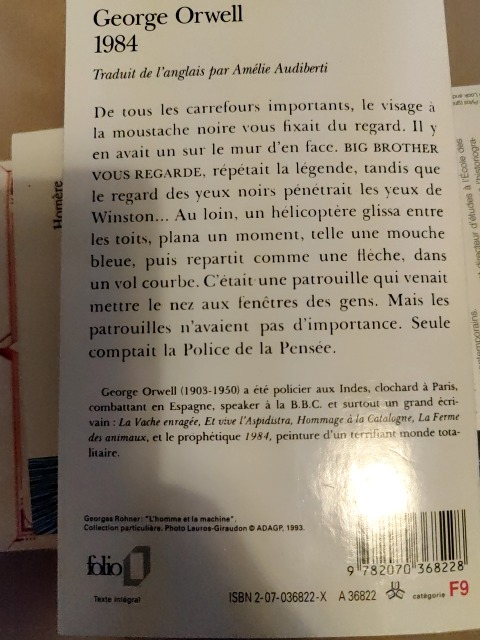 George Orwell
1984
Traduit de l'anglais par Amélie Audiberti
De tous les carrefours importants, le visage à
la moustache noire vous fixait du regard. Il y
en avait un sur le mur d'en face. BIG BROTHER
VOUS REGARDE, répétait la légende, tandis que
le regard des yeux noirs pénétrait les yeux de
Winston... Au loin, un hélicoptère glissa entre
les toits, plana un moment, telle une mouche
bleue, puis repartit comme une flèche, dans
un vol courbe. C'était une patrouille qui venait
mettre le nez aux fenêtres des gens. Mais les
patrouilles n'avaient pas d'importance. Seule
comptait la Police de la Pensée.
George Orwell (1903-1950) a été policier aux Indes, clochard à Paris,
combattant en Espagne, speaker à la B.B.C. et surtout un grand écri-
vain : La Vache enragée, Et vive l'Aspidistra, Hommage à la Catalogne, La Ferme
des animaux, et le prophétique 1984, peinture d'un terrifiant monde tota-
litaire.
Georges Rohner: "L'homme et la machine".
Collection particulière. Photo Lauros-Giraudon © ADAGP, 1993.
folio
Texte intégral
9 782070 368228
ISBN 2-07-036822-X A 36822 catégorie F9
Homère
d'études à l'École des